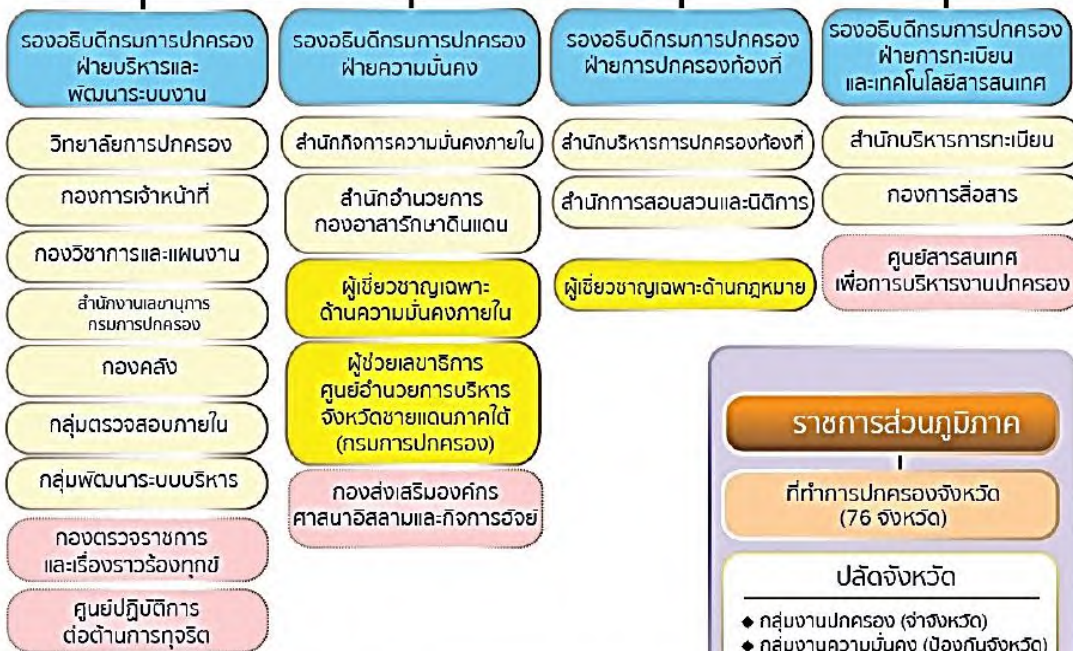 รองอธิบดีกรมการปกครอง
ฝ่ายบริหารและ
พัฒนาระบบงาน
วิทยาลัยการปกครอง
กองการเจ้าหน้าที่
กองวิชาการและแผนงาน
สำนักงานเลขานุการ
กรมการปกครอง
กองคลัง
กลุ่มตรวจสอบภายใน
กลุ่มพัฒนาระบบบริหาร
กองตรวจราชการ
และเรื่องราวร้องทุกข์
ศูนย์ปฏิบัติการ
ต่อต้านการทุจริต
รองอธิบดีกรมการปกครอง
ฝ่ายความมั่นคง
สำนักกิจการความมั่นคงภายใน
สำนักอำนวยการ
กองอาสารักษาดินแดน
ผู้เชี่ยวชาญเฉพาะ
ด้านความมั่นคงภายใน
ผู้ช่วยเลขาธิการ
ศูนย์อำนวยการบริหาร
จังหวัดชายแดนภาคใต้
(กรมการปกครอง)
กองส่งเสริมองค์กร
ศาสนาอิสลามและกิจการฮัจย์
รองอธิบดีกรมการปกครอง
ฝ่ายการปกครองท้องที่
สำนักบริหารการปกครองท้องที่
สำนักการสอบสวนและนิติการ
ผู้เชี่ยวชาญเฉพาะด้านกฎหมาย
รองอธิบดีกรมการปกครอง
ฝ่ายการทะเบียน
และเทคโนโลยีสารสนเทศ
สำนักบริหารการทะเบียน
กองการสื่อสาร
ศูนย์สารสนเทศ
เพื่อการบริหารงานปกครอง
ราชการส่วนภูมิภาค
ที่ทำการปกครองจังหวัด
(76 จังหวัด)
ปลัดจังหวัด
◆ กลุ่มงานปกครอง (จ่าจังหวัด)
◆ กลุ่มงานความมั่นคง (ป้องกันจังหวัด)